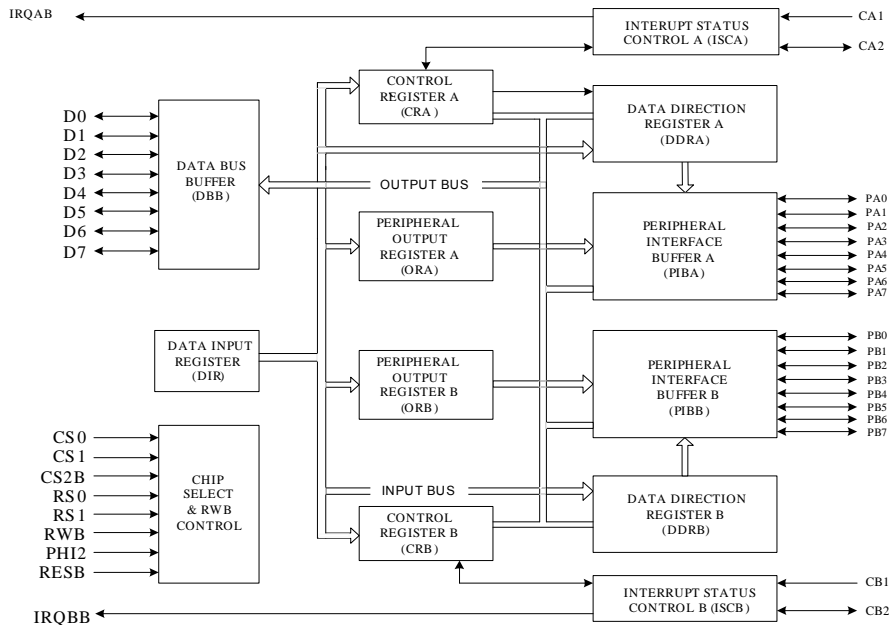 IRQAB
INTERUPT STATUS
CONTROL A (ISCA)
CA1
CA2
CONTROL
REGISTER A
(CRA)
DATA DIRECTION
REGISTER A
(DDRA)
D0
D1
D2
D3
D4
D5
D6
D7
DATA BUS
BUFFER
(DBB)
OUTPUT BUS
PERIPHERAL
OUTPUT
REGISTER A
(ORA)
PERIPHERAL
INTERFACE
BUFFER A
(PIBA)
PA0
PA1
PA2
PA3
PA4
PA5
PA6
PA7
DATA INPUT
REGISTER
(DIR)
PERIPHERAL
OUTPUT
REGISTER B
(ORB)
PERIPHERAL
INTERFACE
BUFFER B
(PIBB)
PB0
PB1
PB2
PB3
PB4
PB5
PB6
PB7
CS0
CS1
CS2B
RS0
RS1
RWB
PHI2
RESB
CHIP
SELECT
& RWB
CONTROL
INPUT BUS
CONTROL
REGISTER B
(CRB)
DATA DIRECTION
REGISTER B
(DDRB)
INTERRUPT STATUS
CONTROL B (ISCB)
CB1
CB2
IRQBB